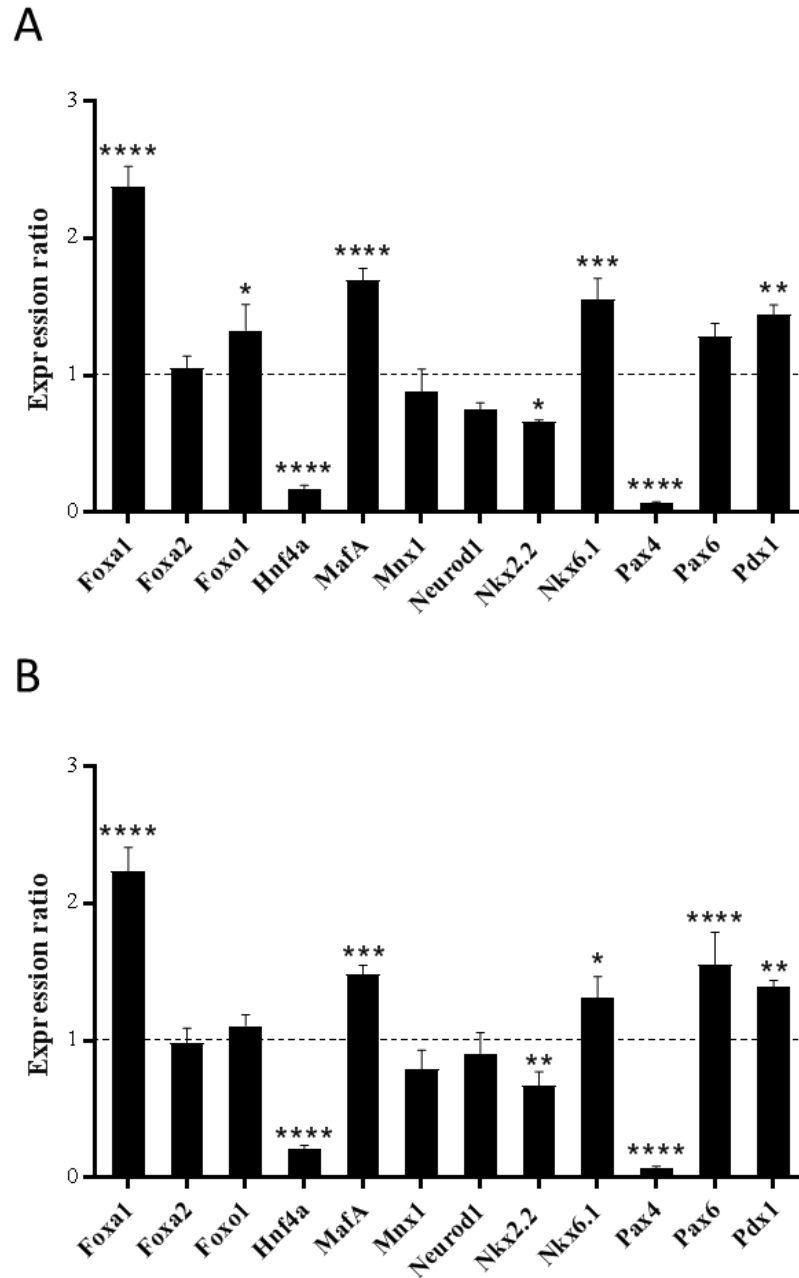 A
3
2
1
0
Expression ratio
****
*
****
****
*
***
****
**
Foxa1
Foxa2
Foxo1
Hnf4a
MafA
Mnx1
Neurod1
Nkx2.2
Nkx6.1
Pax4
Pax6
Pdx1
B
3
2
1
0
Expression ratio
****
****
***
**
*
****
****
**
Foxa1
Foxa2
Foxo1
Hnf4a
MafA
Mnx1
Neurod1
Nkx2.2
Nkx6.1
Pax4
Pax6
Pdx1